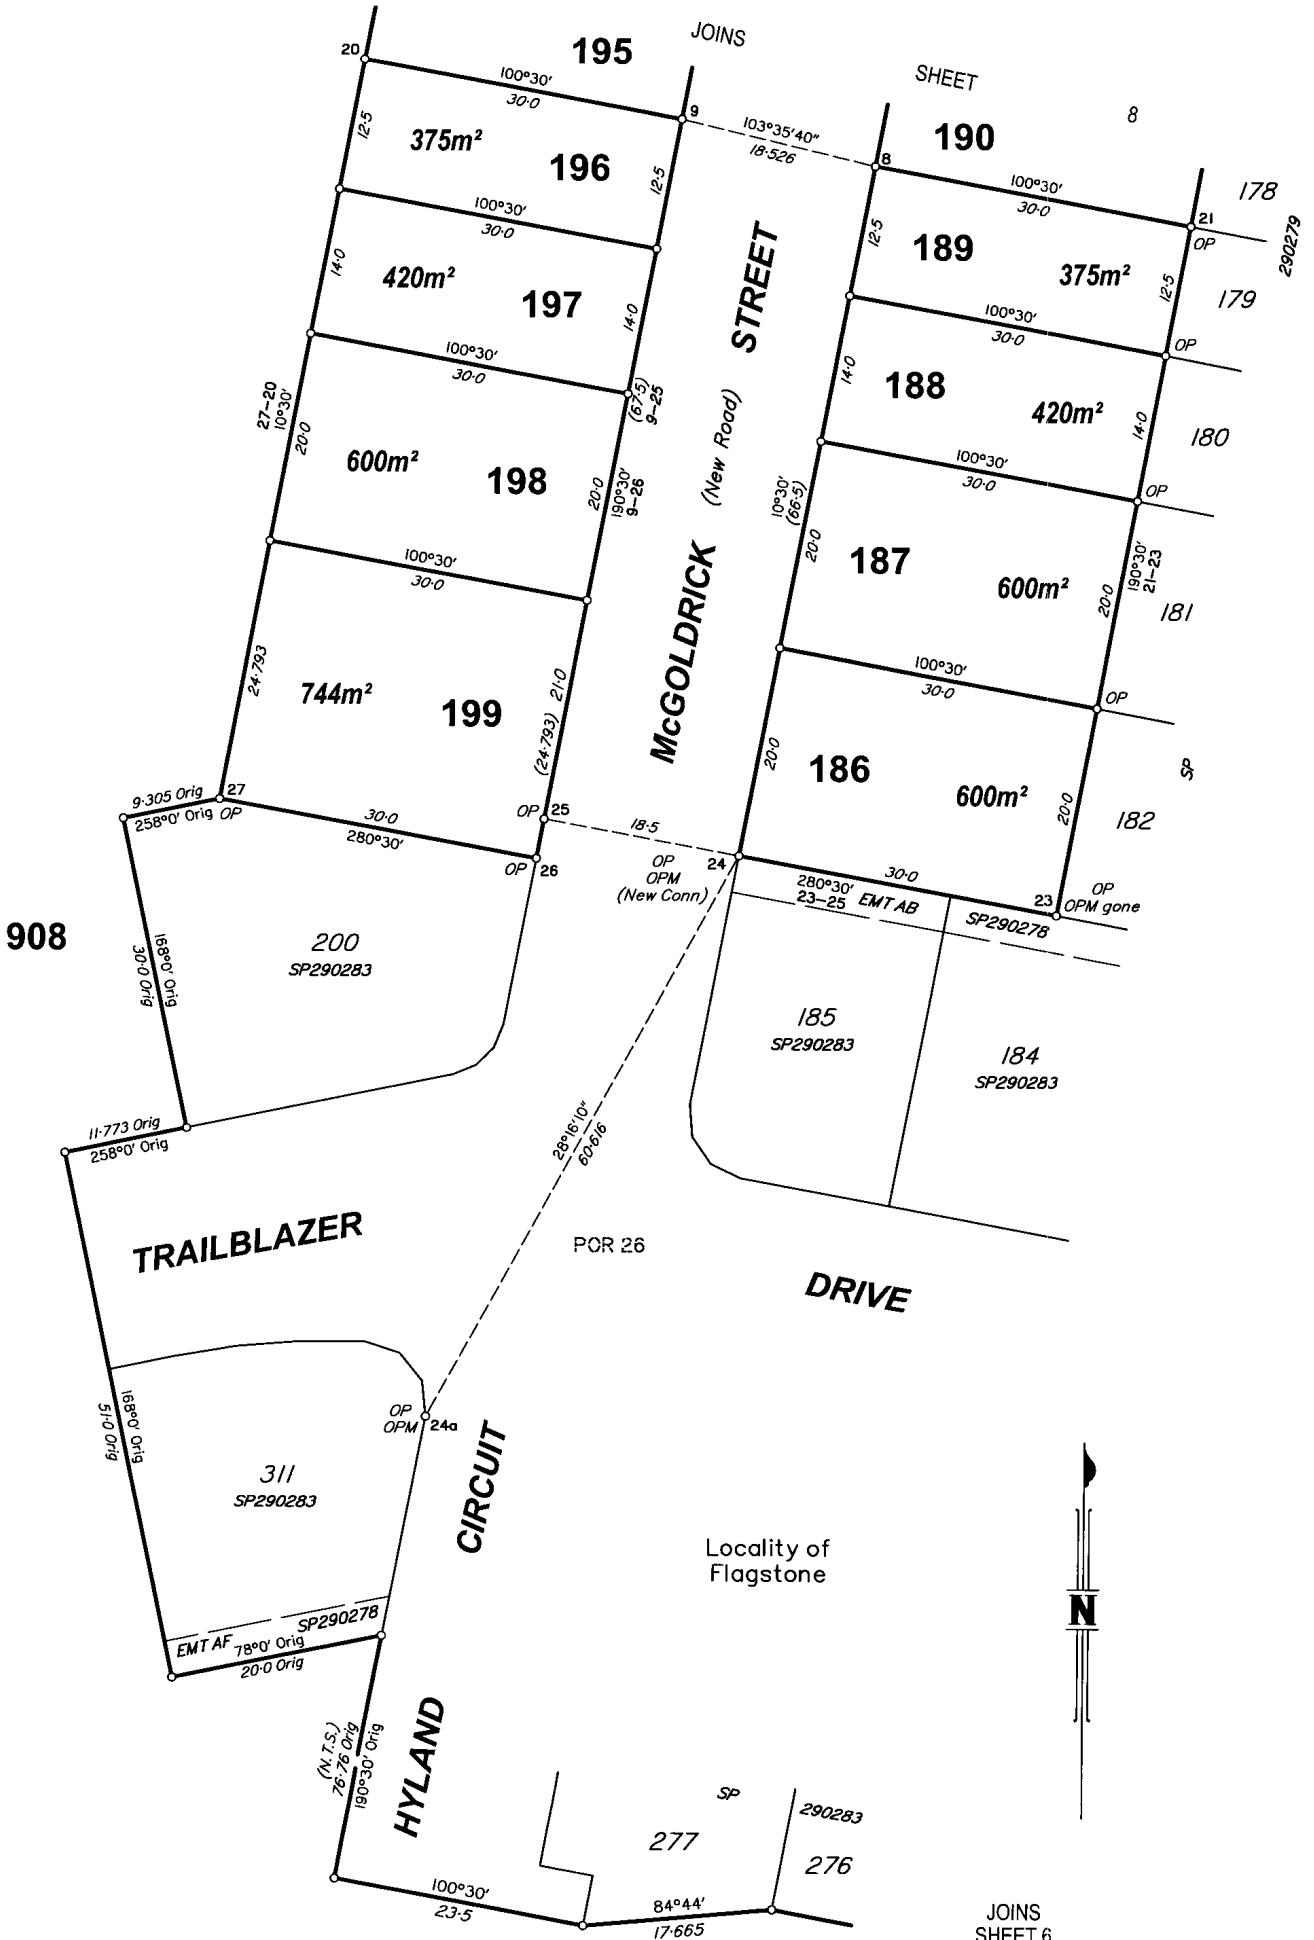 JOINS
SHEET
8
20
195
100°30'
30·0
9
103°35'40"
18·526
8
190
178
290279
12·5
375m²
196
12·5
100°30'
30·0
21
OP
12·5
189
375m²
12·5
179
100°30'
30·0
14·0
420m²
197
14·0
STREET
100°30'
30·0
OP
14·0
188
420m²
14·0
180
100°30'
30·0
(67·5)
9–25
27–20
10°30'
20·0
600m²
198
20·0
190°30'
9–26
(New Road)
100°30'
30·0
OP
10°30'
(66·5)
20·0
187
600m²
20·0
190°30'
21–23
181
100°30'
30·0
McGOLDRICK
24·793
744m²
199
21·0
(24·793)
100°30'
30·0
OP
20·0
186
600m²
20·0
SP
182
9·305 Orig
258°0' Orig
27
OP
30·0
280°30'
OP
25
18·5
OP
26
OP
OPM
(New Conn)
24
30·0
280°30'
23–25
EMT AB
SP290278
23
OP
OPM gone
908
168°0' Orig
30·0 Orig
200
SP290283
185
SP290283
184
SP290283
11·773 Orig
258°0' Orig
28°16'10"
60·616
TRAILBLAZER
POR 26
DRIVE
168°0' Orig
51·0 Orig
OP
OPM
24a
311
SP290283
CIRCUIT
Locality of
Flagstone
N
EMT AF
SP290278
78°0' Orig
20·0 Orig
(N.T.S.)
76·76 Orig
190°30' Orig
HYLAND
SP
290283
277
276
100°30'
23·5
84°44'
17·665
JOINS
SHEET 6